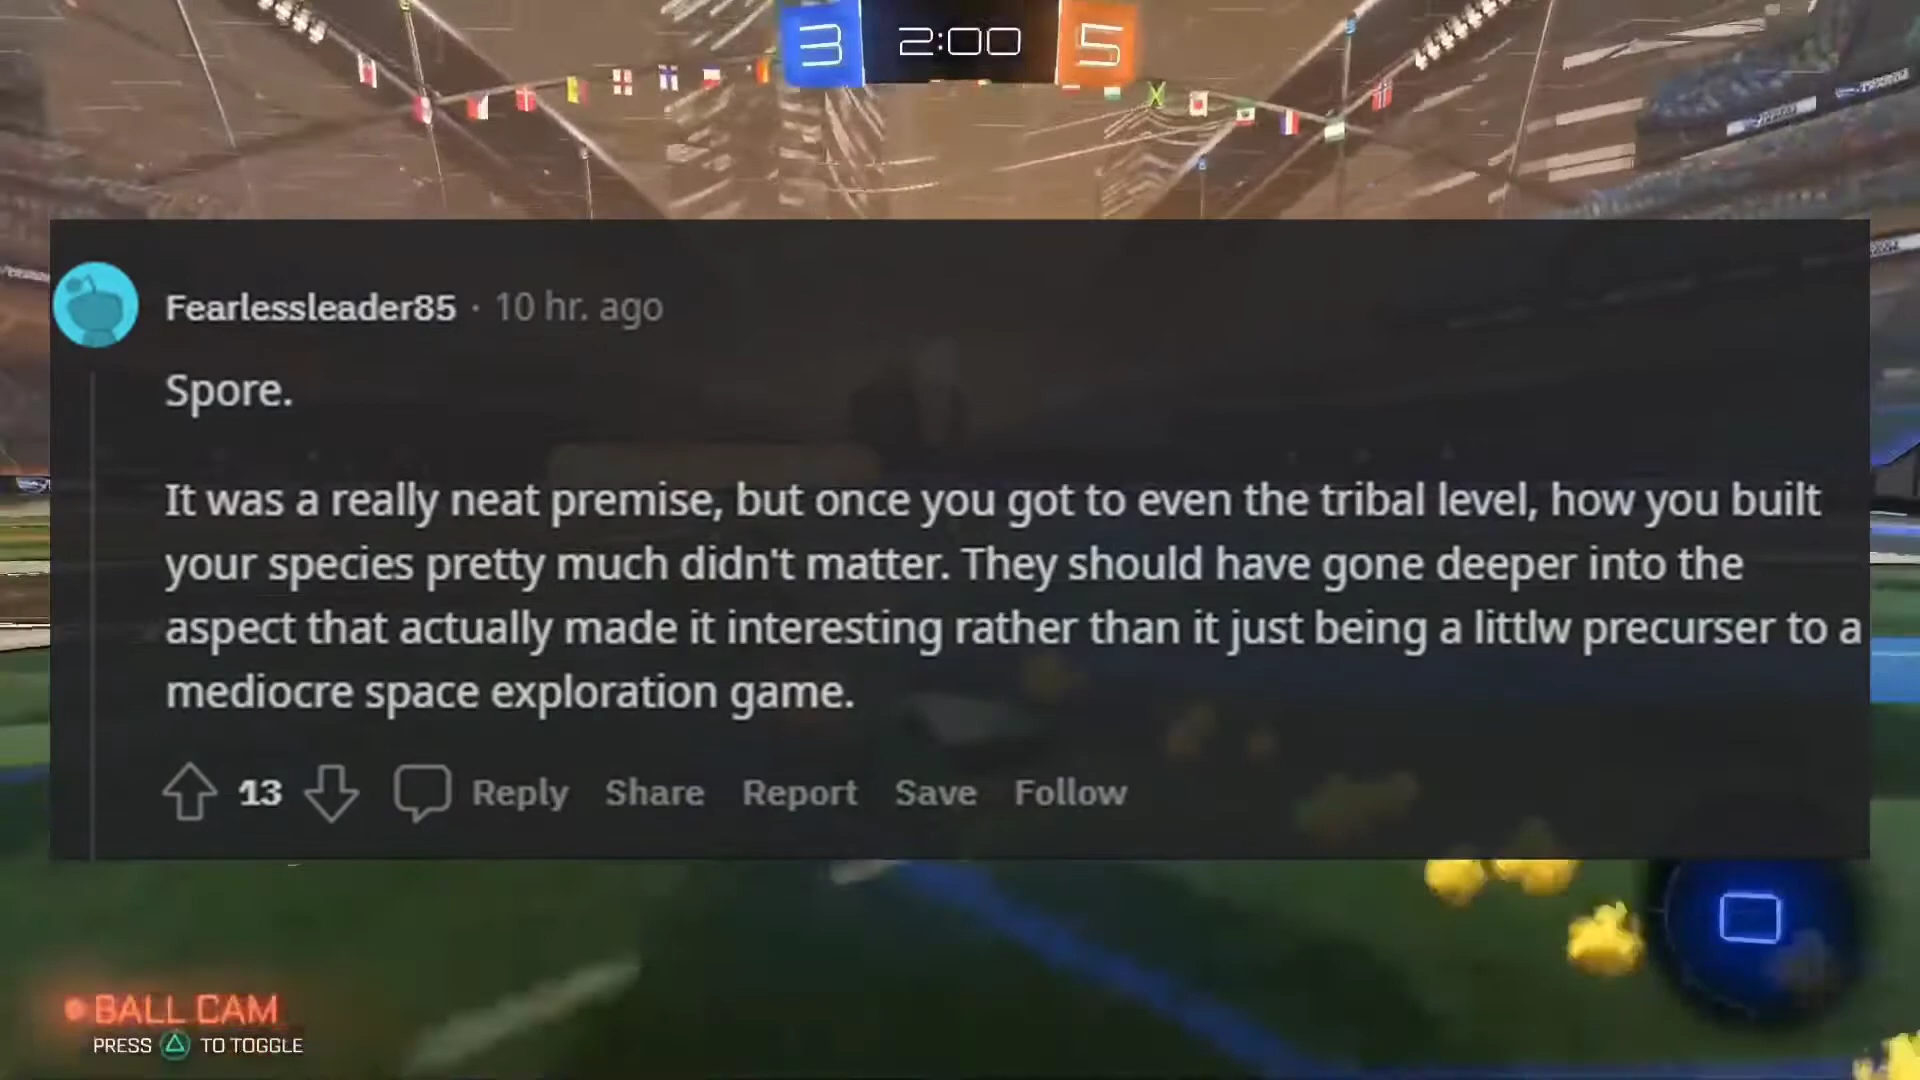 3 2:00 5
Fearlessleader85 · 10 hr. ago
Spore.
It was a really neat premise, but once you got to even the tribal level, how you built
your species pretty much didn't matter. They should have gone deeper into the
aspect that actually made it interesting rather than it just being a littlw precurser to a
mediocre space exploration game.
13 Reply Share Report Save Follow
BALL CAM
PRESS TO TOGGLE